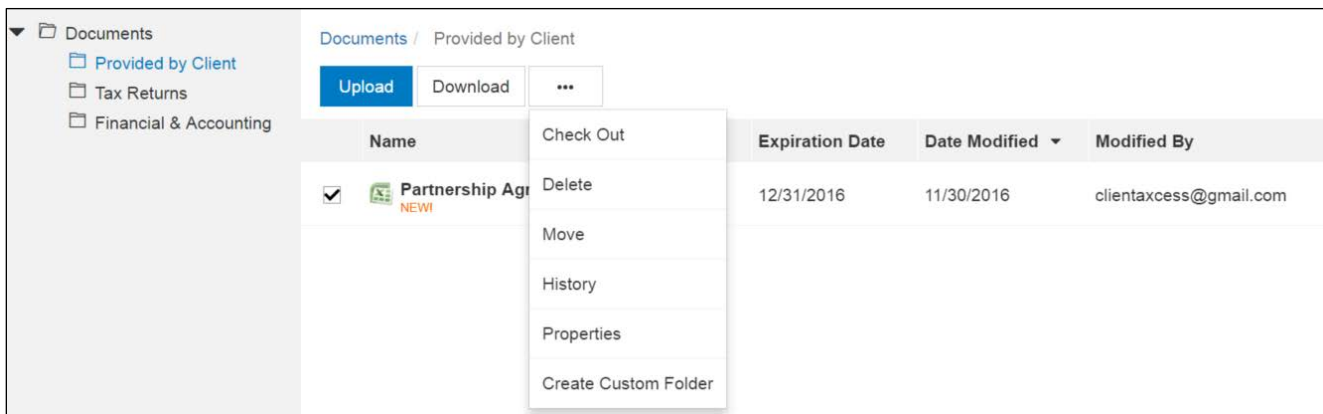 Documents
Provided by Client
Tax Returns
Financial & Accounting
Documents / Provided by Client
Upload Download •••
Name Expiration Date Date Modified Modified By
Partnership Agr 12/31/2016 11/30/2016 clientaxcess@gmail.com
NEW!
Check Out
Delete
Move
History
Properties
Create Custom Folder